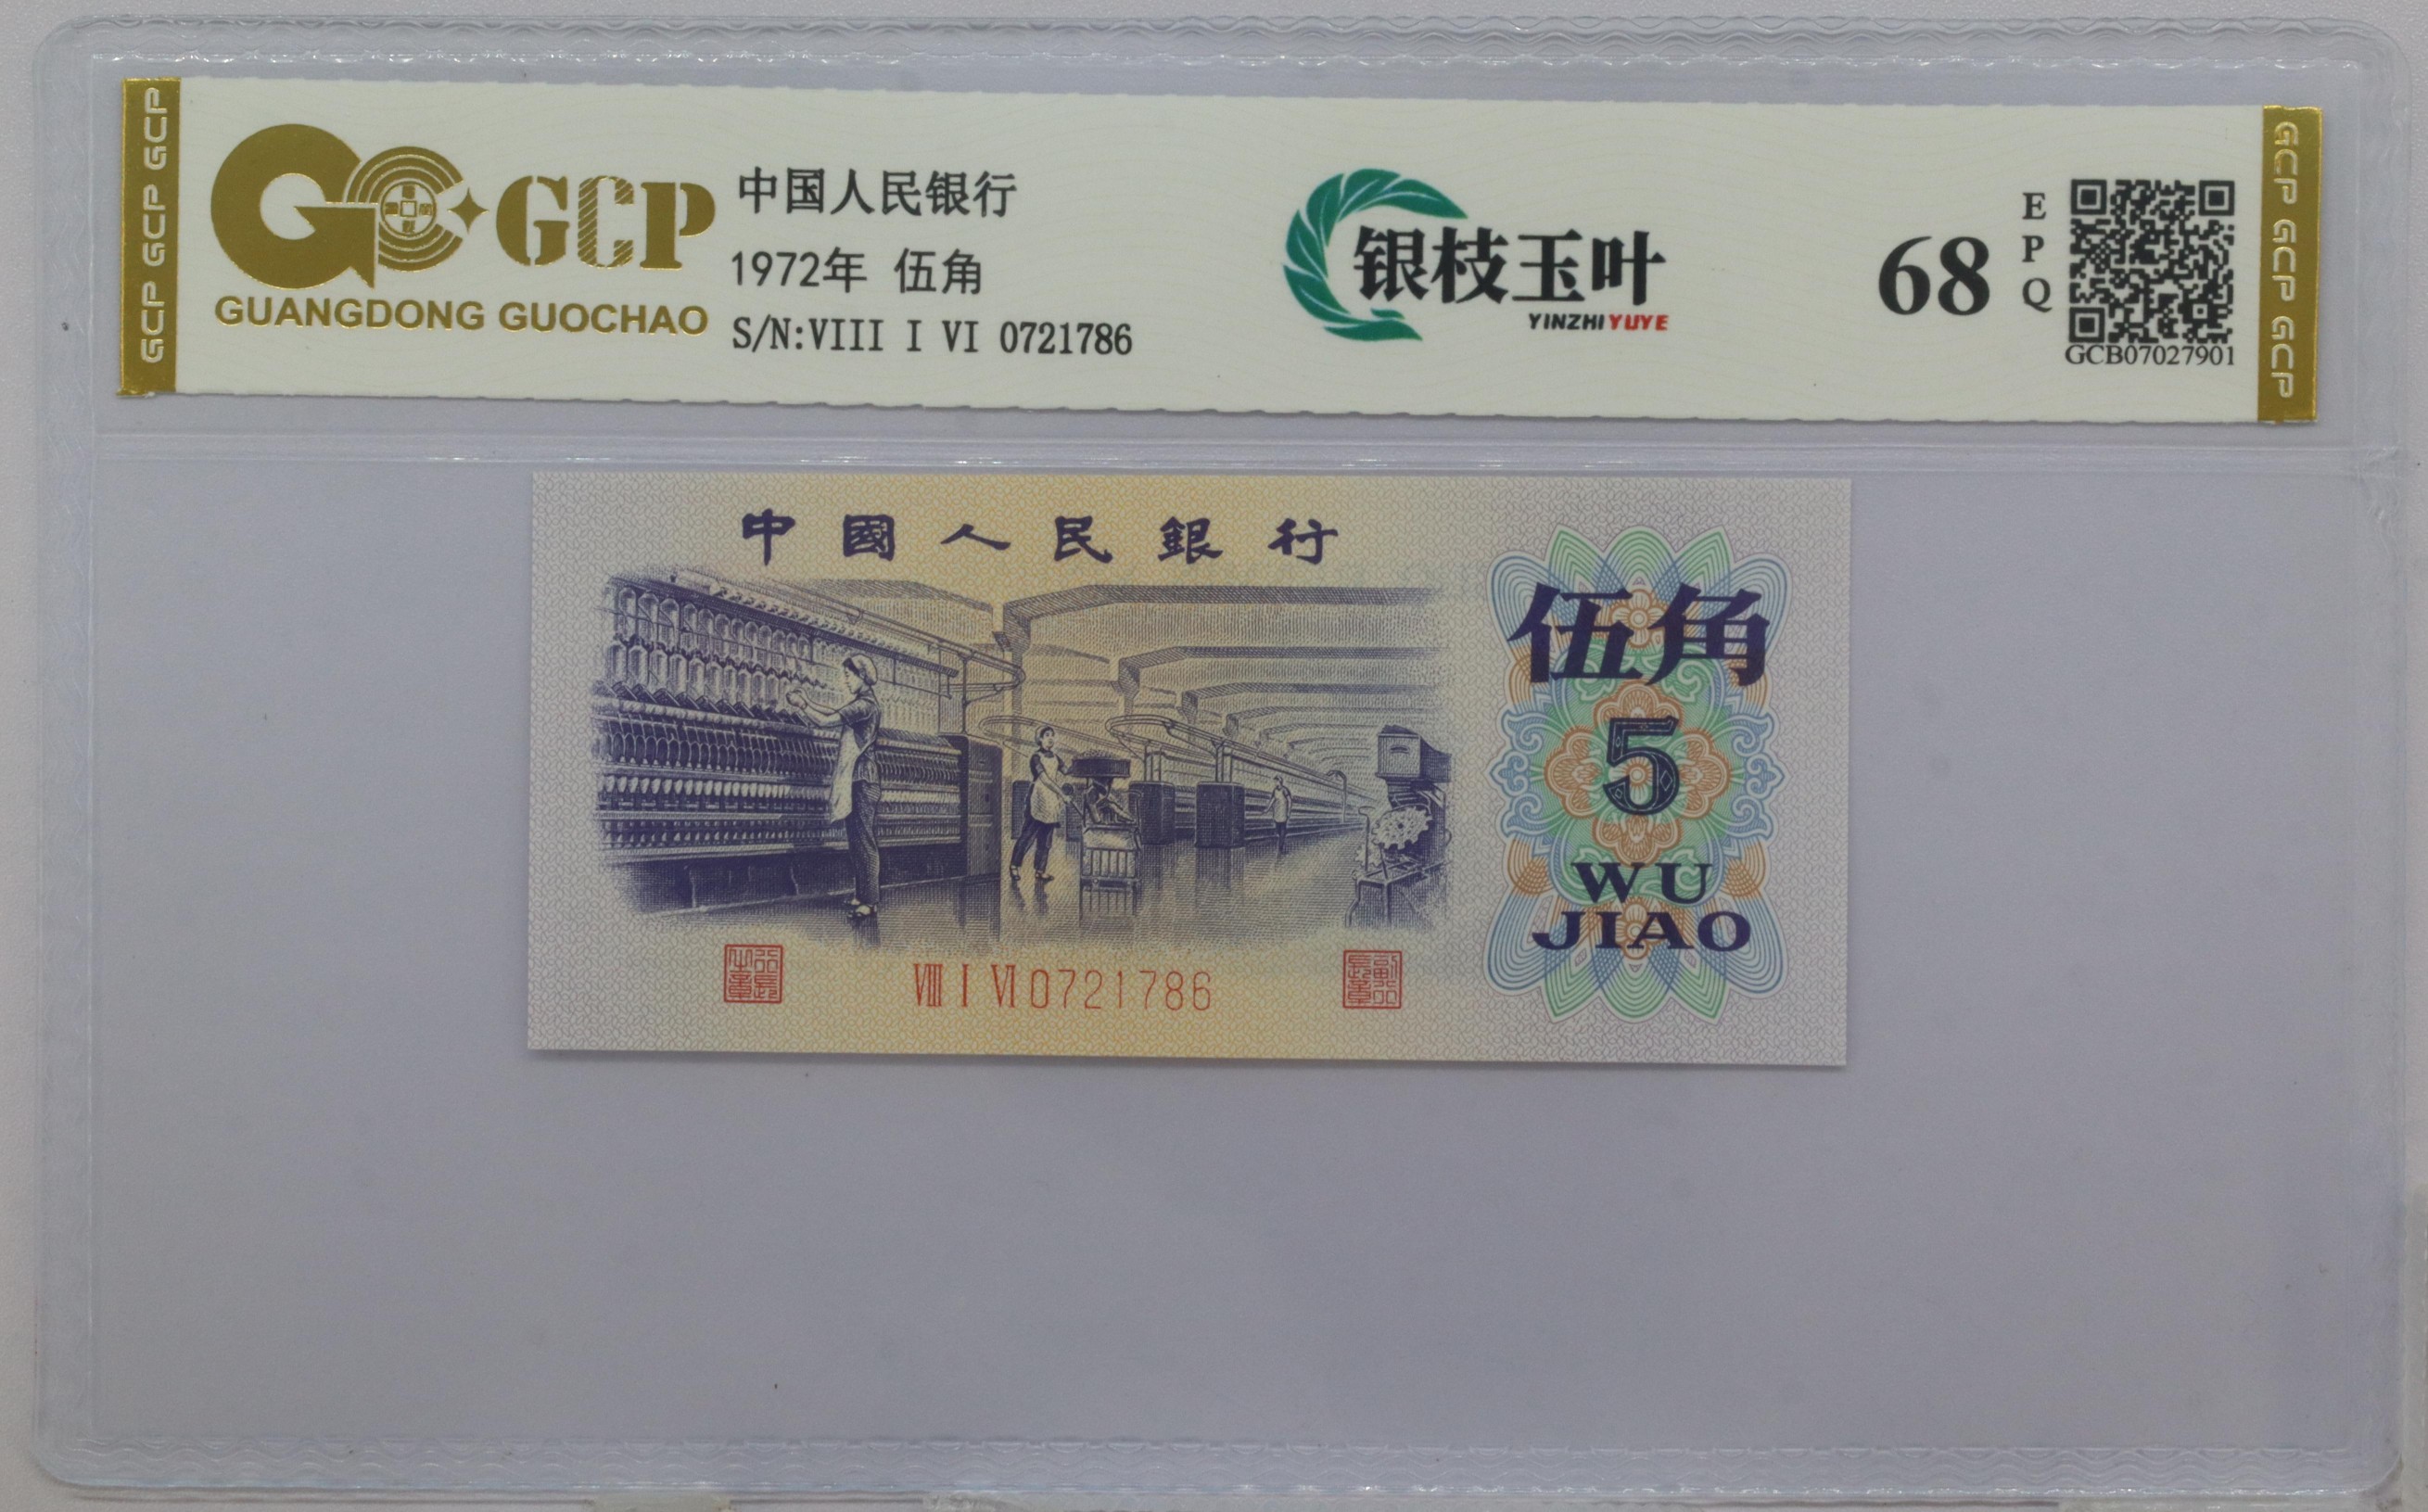 GCP GCP GCP
GCP
GUANGDONG GUOCHAO
中国人民银行
1972年 伍角
S/N:VIII I VI 0721786
银枝玉叶
YINZHIYUYE
68
EPQ
GCB07027901
GCP GCP GCP
中國人民銀行
伍角
5
WU
JIAO
VIII I VI 0721786